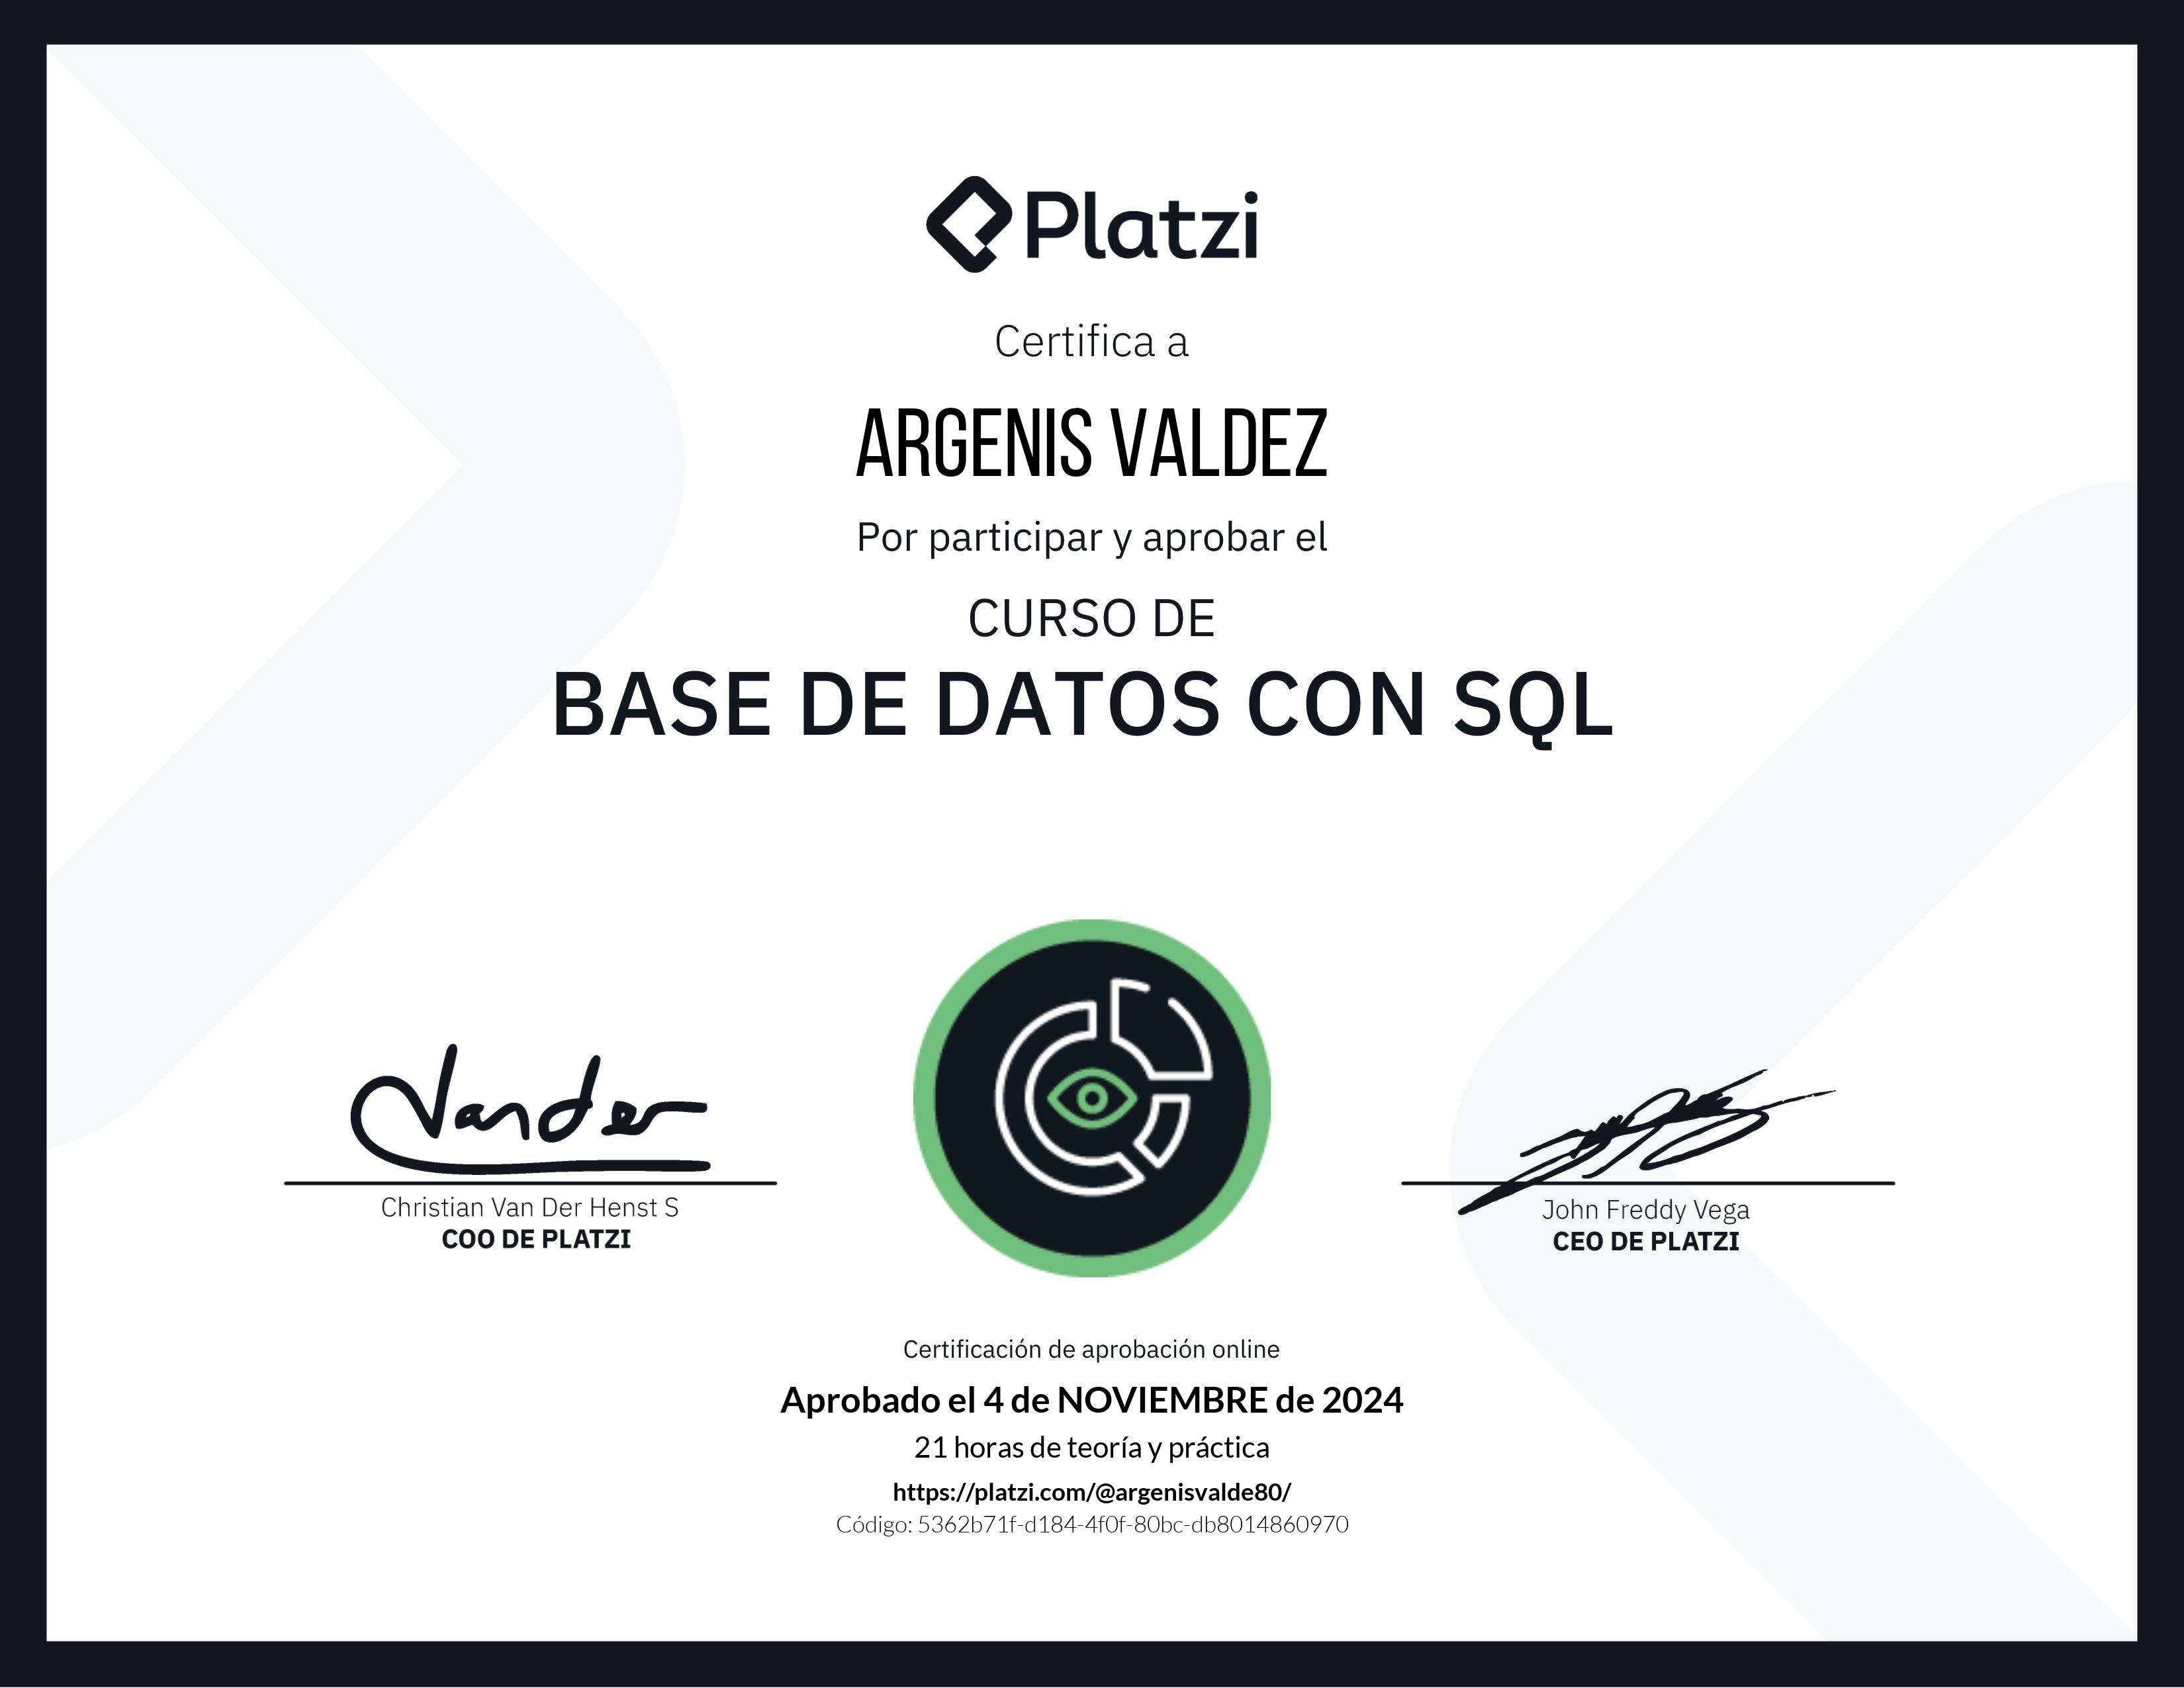 Platzi
Certifica a
ARGENIS VALDEZ
Por participar y aprobar el
CURSO DE
BASE DE DATOS CON SQL
Vander
Christian Van Der Henst S
COO DE PLATZI
John Freddy Vega
CEO DE PLATZI
Certificación de aprobación online
Aprobado el 4 de NOVIEMBRE de 2024
21 horas de teoría y práctica
https://platzi.com/@argenisvalde80/
Código: 5362b71f-d184-4f0f-80bc-db8014860970